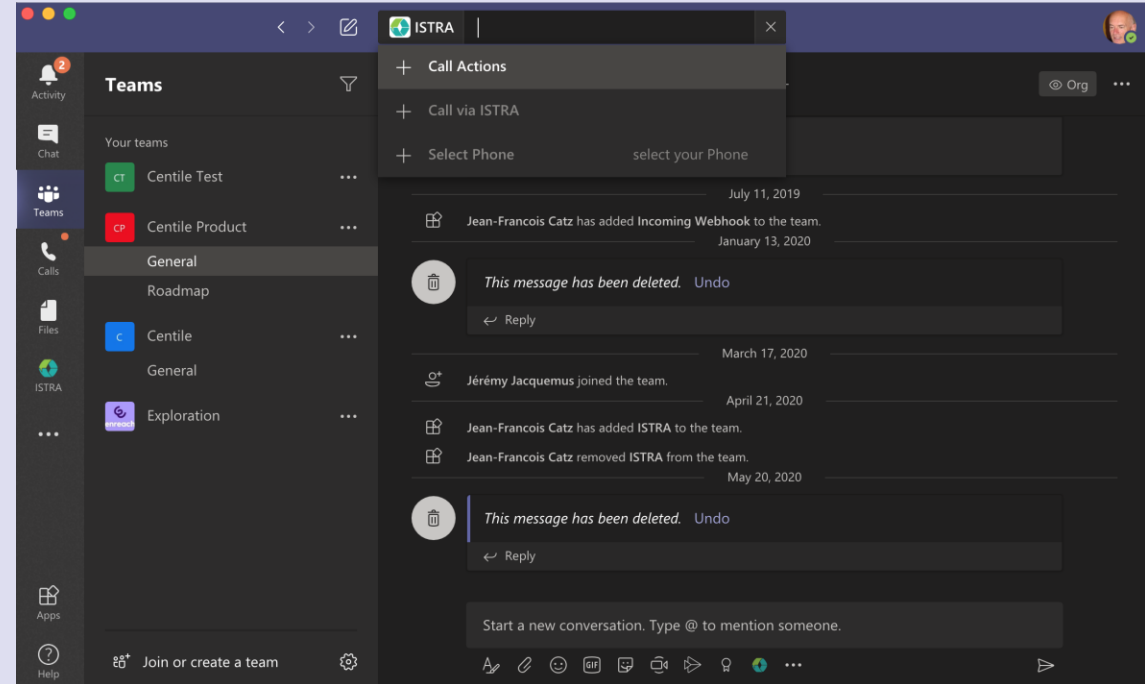 ISTRA
Call Actions
Call via ISTRA
Select Phone select your Phone
2
Activity
Chat
Teams
Calls
Files
ISTRA
Apps
Help
Teams
Your teams
CT Centile Test
CP Centile Product
General
Roadmap
C Centile
General
enreach Exploration
Join or create a team
Org
July 11, 2019
Jean-Francois Catz has added Incoming Webhook to the team.
January 13, 2020
This message has been deleted. Undo
Reply
March 17, 2020
Jérémy Jacquemus joined the team.
April 21, 2020
Jean-Francois Catz has added ISTRA to the team.
Jean-Francois Catz removed ISTRA from the team.
May 20, 2020
This message has been deleted. Undo
Reply
Start a new conversation. Type @ to mention someone.
GIF